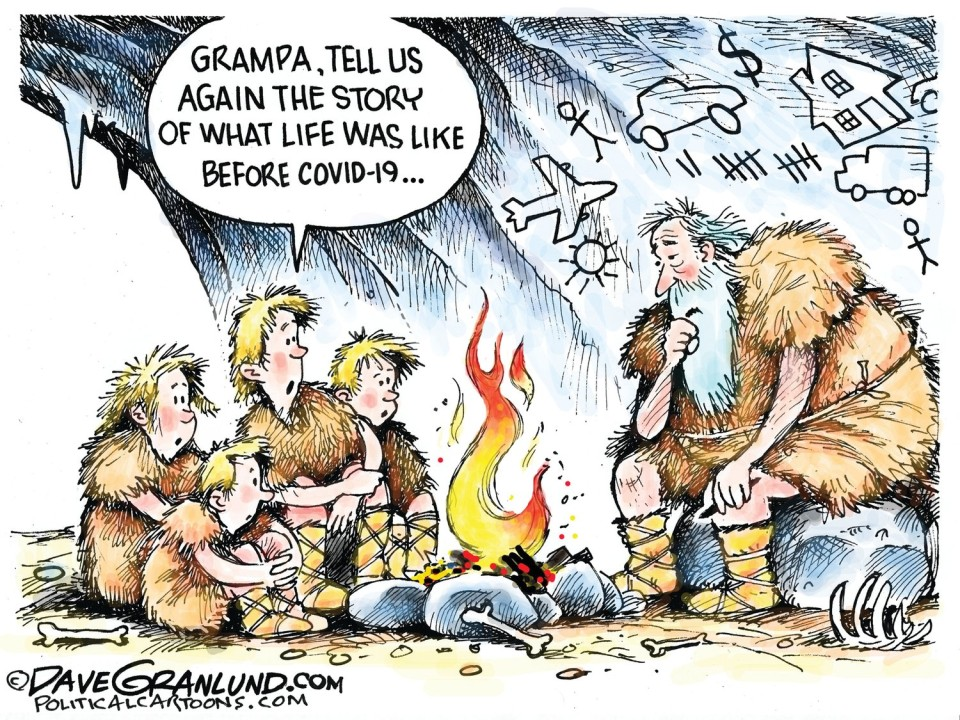 GRAMPA, TELL US
AGAIN THE STORY
OF WHAT LIFE WAS LIKE
BEFORE COVID-19...
$
©DAVEGRANLUND.COM
POLITICALCARTOONS.COM